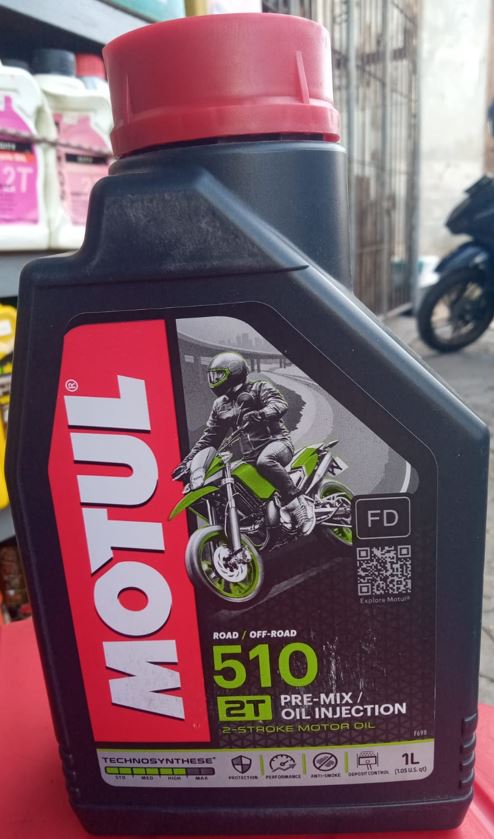 MOTUL®
FD
Explore Motul®
ROAD / OFF-ROAD
510
2T PRE-MIX /
OIL INJECTION
2-STROKE MOTOR OIL
F698
TECHNOSYNTHESE®
STD MED HIGH MAX
PROTECTION PERFORMANCE ANTI-SMOKE DEPOSIT CONTROL
1L
(1.05 U.S. qt)
2T